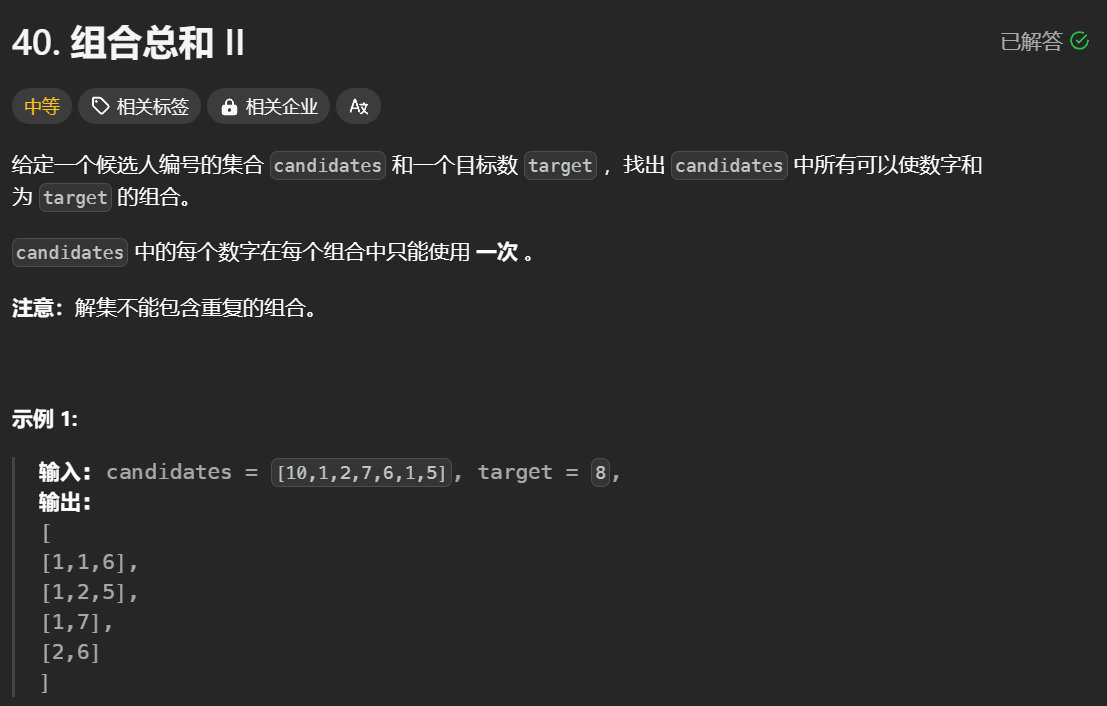 40. 组合总和 II
已解答
中等
相关标签
相关企业
给定一个候选人编号的集合 candidates 和一个目标数 target ，找出 candidates 中所有可以使数字和
为 target 的组合。
candidates 中的每个数字在每个组合中只能使用 一次 。
注意：解集不能包含重复的组合。
示例 1:
输入: candidates = [10,1,2,7,6,1,5], target = 8,
输出:
[
[1,1,6],
[1,2,5],
[1,7],
[2,6]
]